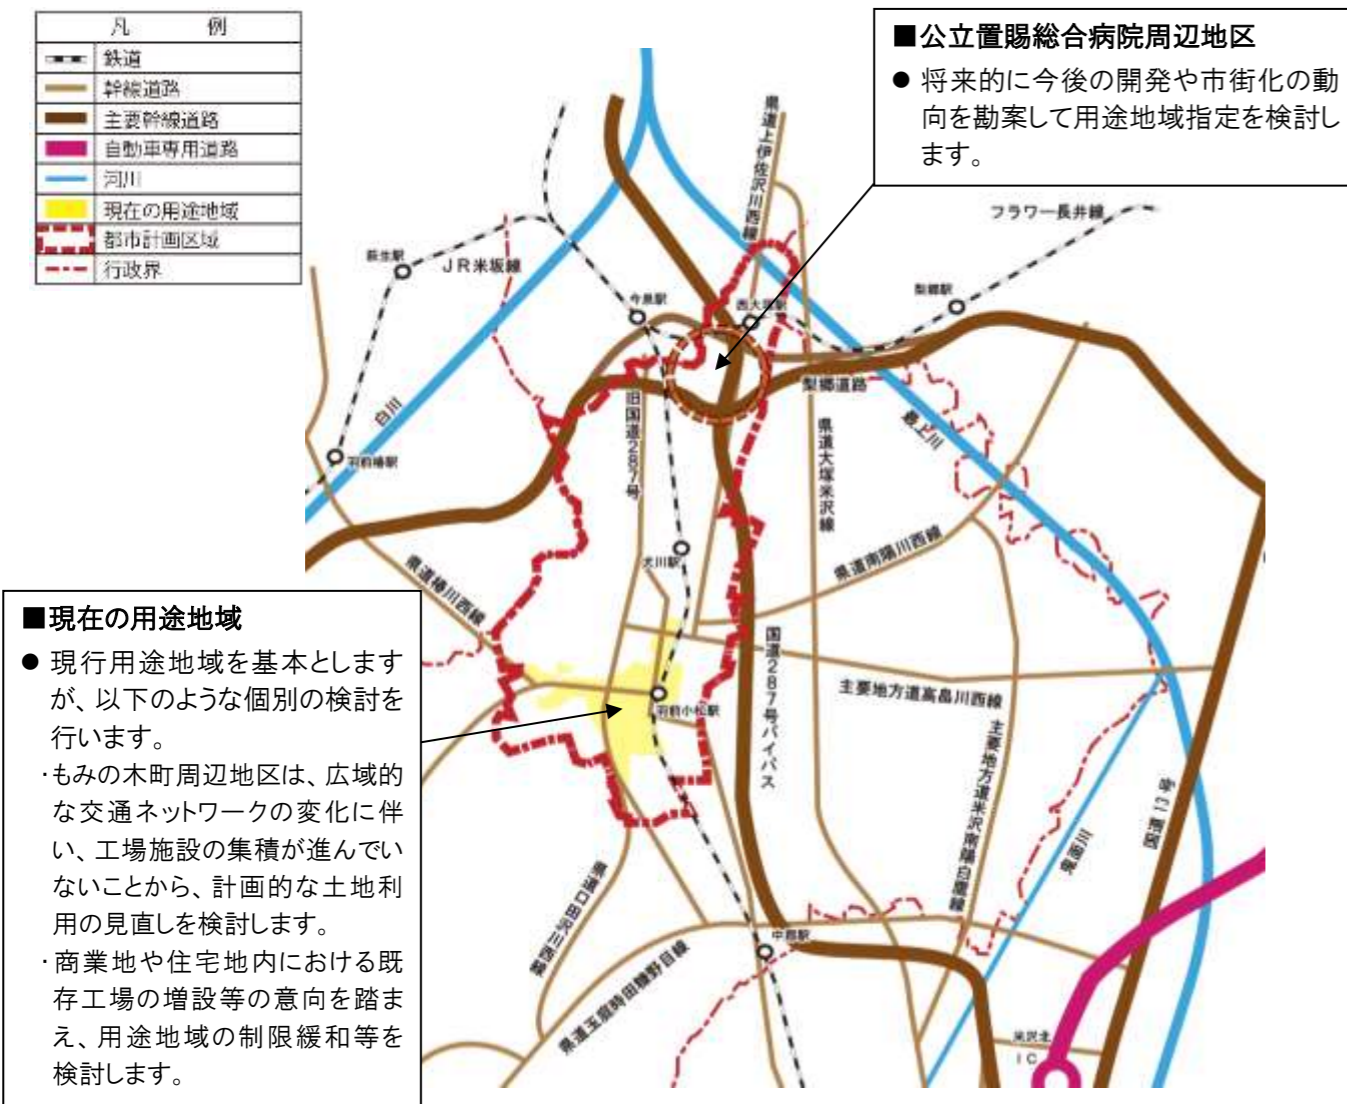 凡 例
鉄道
幹線道路
主要幹線道路
自動車専用道路
河川
現在の用途地域
都市計画区域
行政界
■公立置賜総合病院周辺地区
● 将来的に今後の開発や市街化の動
向を勘案して用途地域指定を検討し
ます。
県道上伊佐沢川西線
フラワー長井線
萩生駅
JR米坂線
今泉駅
西大塚駅
梨郷駅
梨郷道路
白川
旧国道287号
県道大塚米沢線
最上川
羽前椿駅
犬川駅
県道南陽川西線
県道椿川西線
■現在の用途地域
● 現行用途地域を基本とします
が、以下のような個別の検討を
行います。
・もみの木町周辺地区は、広域的
な交通ネットワークの変化に伴
い、工場施設の集積が進んでい
ないことから、計画的な土地利
用の見直しを検討します。
・商業地や住宅地内における既
存工場の増設等の意向を踏ま
え、用途地域の制限緩和等を
検討します。
国道287号バイパス
主要地方道高畠川西線
羽前小松駅
主要地方道米沢南陽白鷹線
国道13号
鬼面川
県道口田沢川西線
中郡駅
県道玉庭時田糠野目線
米沢北
IC